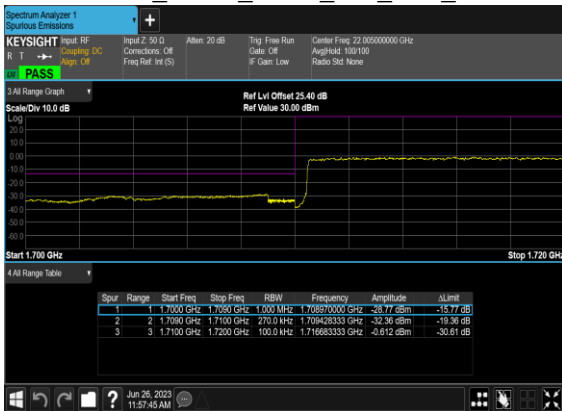 Spectrum Analyzer 1
Spurious Emissions
KEYSIGHT Input: RF Input Z: 50 Ω Atten: 20 dB Trig: Free Run Center Freq: 22.005000000 GHz
R T Coupling: DC Corrections: Off Gate: Off Avg|Hold: 100/100
Align: Off Freq Ref: Int (S) IF Gain: Low Radio Std: None
PASS
3 All Range Graph
Ref Lvl Offset 25.40 dB
Scale/Div 10.0 dB Ref Value 30.00 dBm
Log
20.0
10.0
0.00
-10.0
-20.0
-30.0
-40.0
-50.0
-60.0
Start 1.700 GHz Stop 1.720 GHz
4 All Range Table
Spur Range Start Freq Stop Freq RBW Frequency Amplitude ΔLimit
1 1 1.7000 GHz 1.7090 GHz 1.000 MHz 1.708970000 GHz -28.77 dBm -15.77 dB
2 2 1.7090 GHz 1.7100 GHz 270.0 kHz 1.709428333 GHz -32.36 dBm -19.36 dB
3 3 1.7100 GHz 1.7200 GHz 100.0 kHz 1.716683333 GHz -0.612 dBm -30.61 dB
Jun 26, 2023
11:57:45 AM